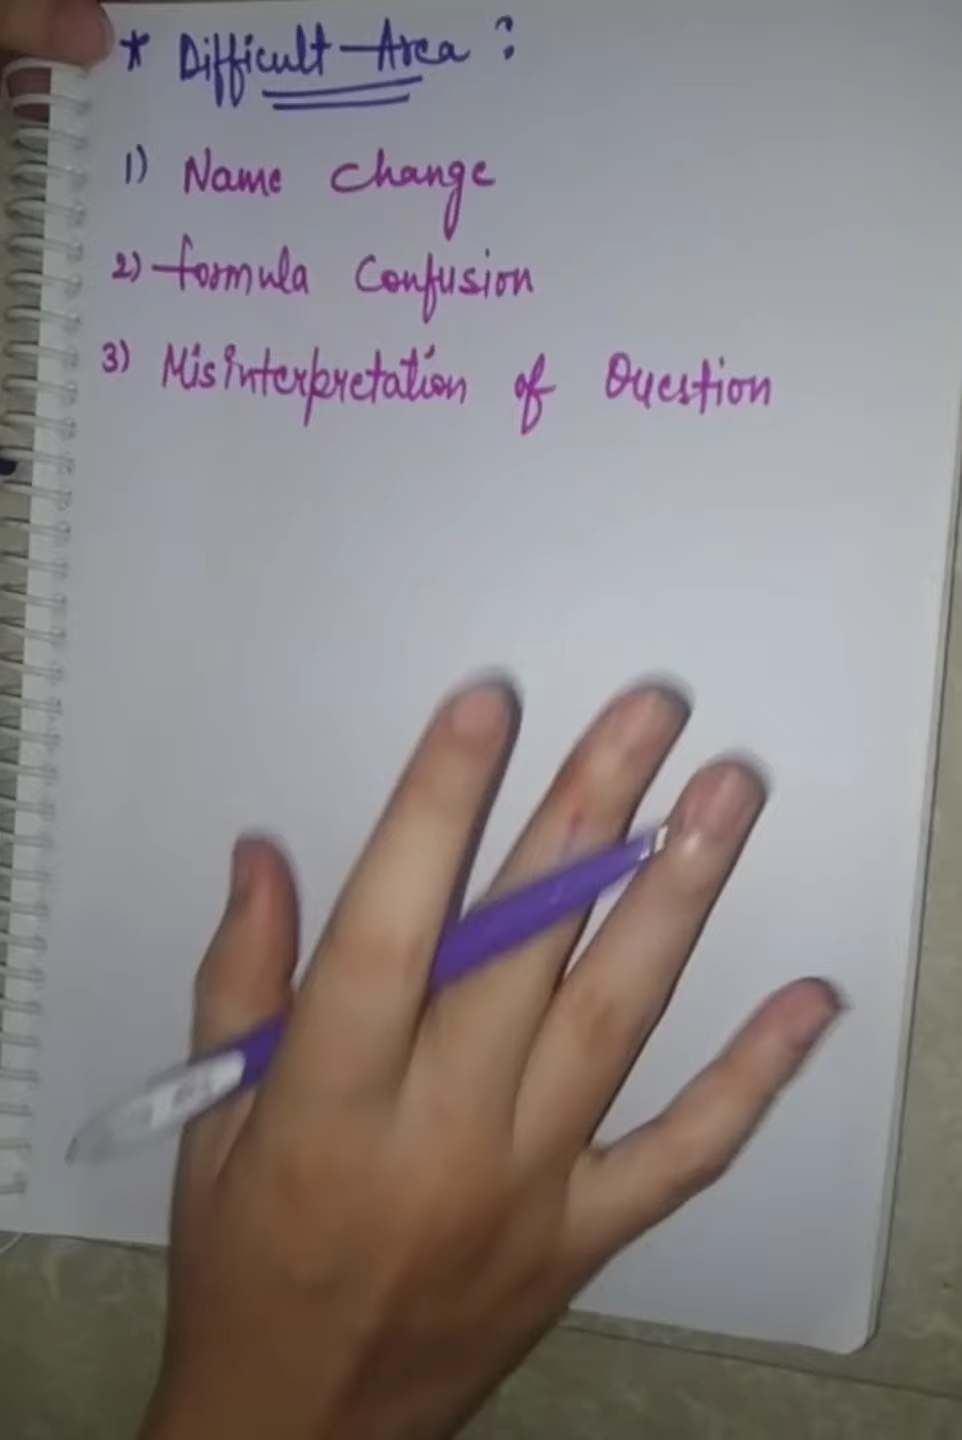 * Difficult Area :
1) Name change
2) formula Confusion
3) Misinterpretation of Question